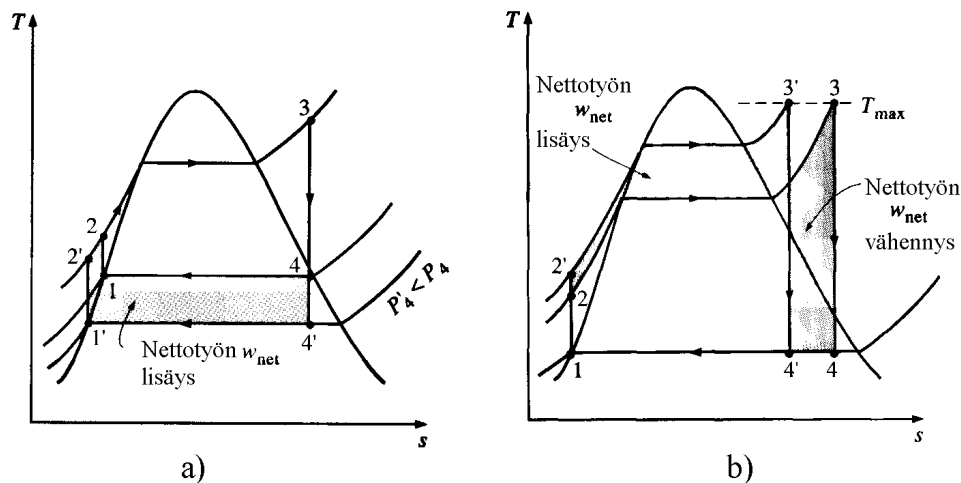 T
3
2
2'
1
4
1'
4'
P'4 < P4
Nettotyön wnet
lisäys
s
a)
T
Nettotyön
wnet
lisäys
3'
3
Tmax
Nettotyön
wnet
vähennys
2'
2
1
4'
4
s
b)